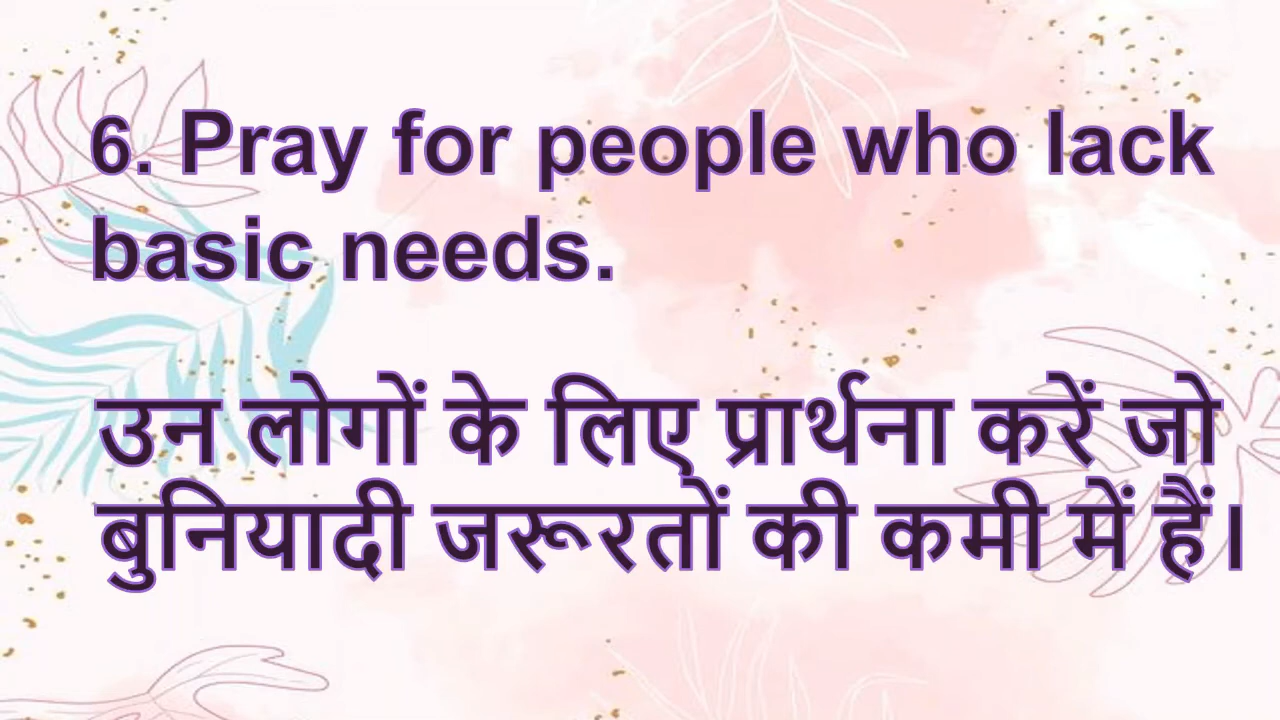 6. Pray for people who lack
basic needs.
उन लोगों के लिए प्रार्थना करें जो
बुनियादी जरूरतों की कमी में हैं।